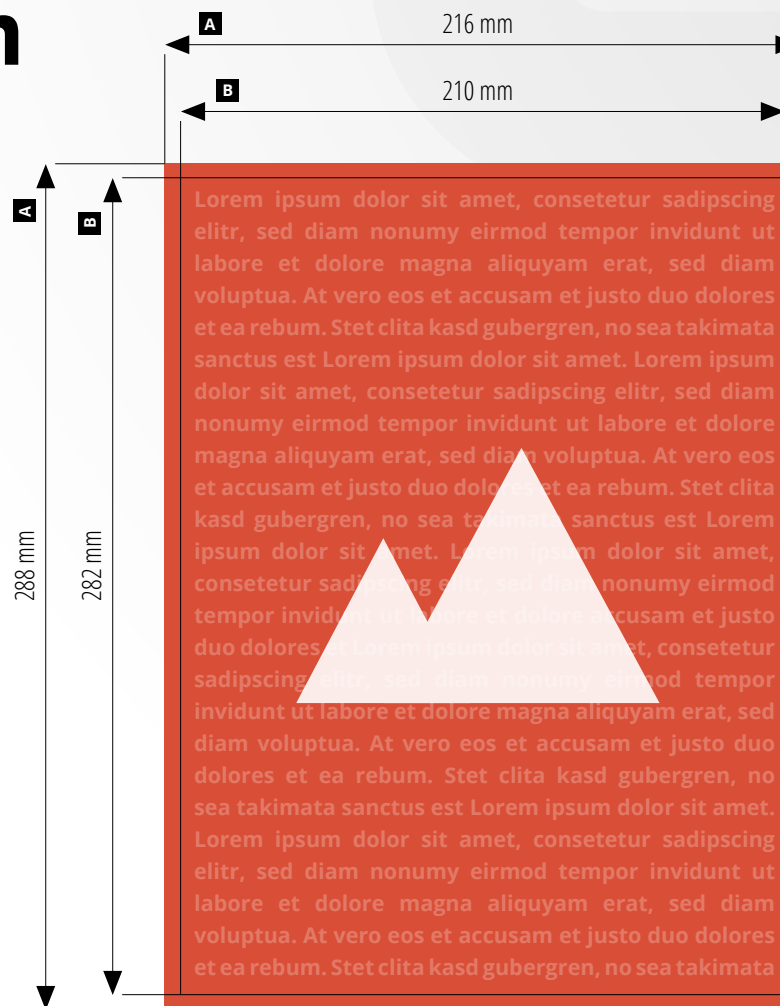 n
A
216 mm
B
210 mm
A
B
288 mm
282 mm
Lorem ipsum dolor sit amet, consetetur sadipscing
elitr, sed diam nonumy eirmod tempor invidunt ut
labore et dolore magna aliquyam erat, sed diam
voluptua. At vero eos et accusam et justo duo dolores
et ea rebum. Stet clita kasd gubergren, no sea takimata
sanctus est Lorem ipsum dolor sit amet. Lorem ipsum
dolor sit amet, consetetur sadipscing elitr, sed diam
nonumy eirmod tempor invidunt ut labore et dolore
magna aliquyam erat, sed diam voluptua. At vero eos
et accusam et justo duo dolores et ea rebum. Stet clita
kasd gubergren, no sea takimata sanctus est Lorem
ipsum dolor sit amet. Lorem ipsum dolor sit amet,
consetetur sadipscing elitr, sed diam nonumy eirmod
tempor invidunt ut labore et dolore accusam et justo
duo dolores et Lorem ipsum dolor sit amet, consetetur
sadipscing elitr, sed diam nonumy eirmod tempor
invidunt ut labore et dolore magna aliquyam erat, sed
diam voluptua. At vero eos et accusam et justo duo
dolores et ea rebum. Stet clita kasd gubergren, no
sea takimata sanctus est Lorem ipsum dolor sit amet.
Lorem ipsum dolor sit amet, consetetur sadipscing
elitr, sed diam nonumy eirmod tempor invidunt ut
labore et dolore magna aliquyam erat, sed diam
voluptua. At vero eos et accusam et justo duo dolores
et ea rebum. Stet clita kasd gubergren, no sea takimata